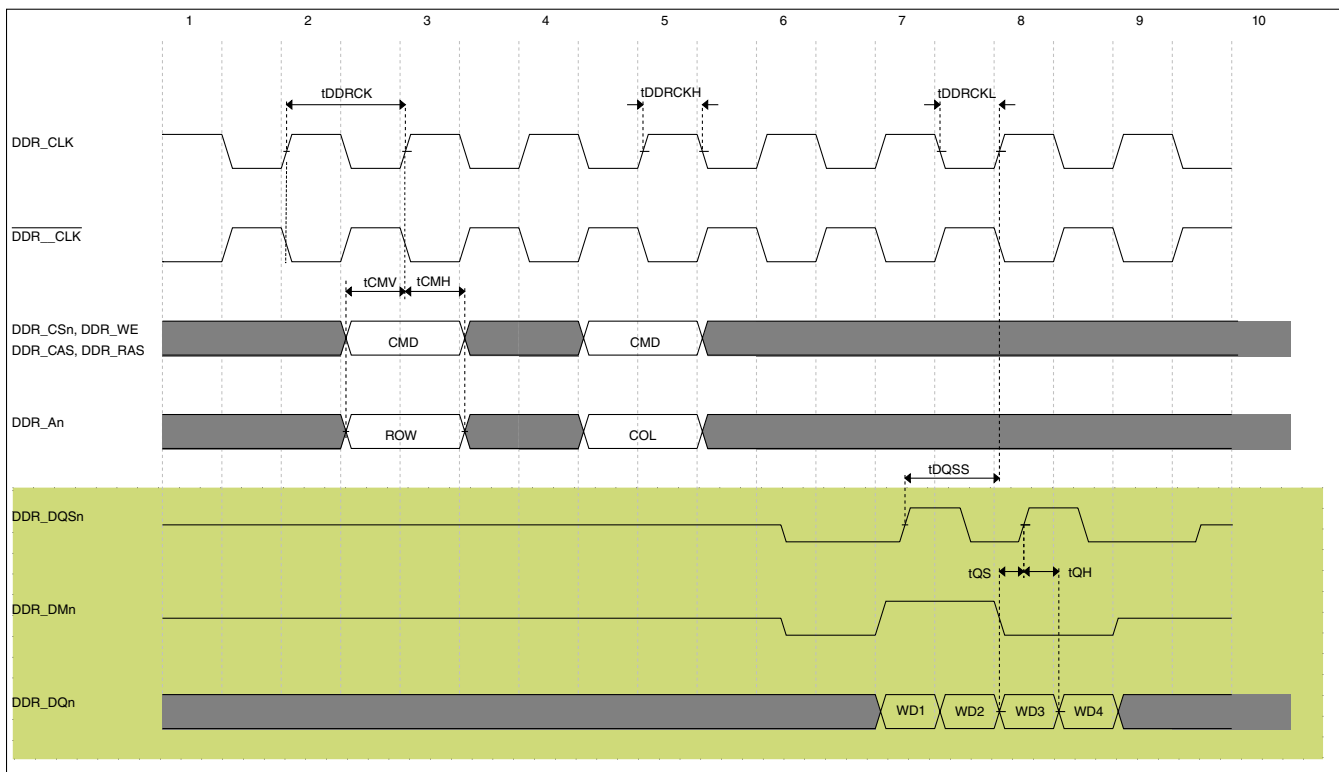 1 2 3 4 5 6 7 8 9 10
tDDRCK tDDRCKH tDDRCKL
DDR_CLK
DDR__CLK
tCMV tCMH
DDR_CSn, DDR_WE
CMD CMD
DDR_CAS, DDR_RAS
DDR_An
ROW COL
tDQSS
DDR_DQSn
tQS tQH
DDR_DMn
DDR_DQn
WD1 WD2 WD3 WD4